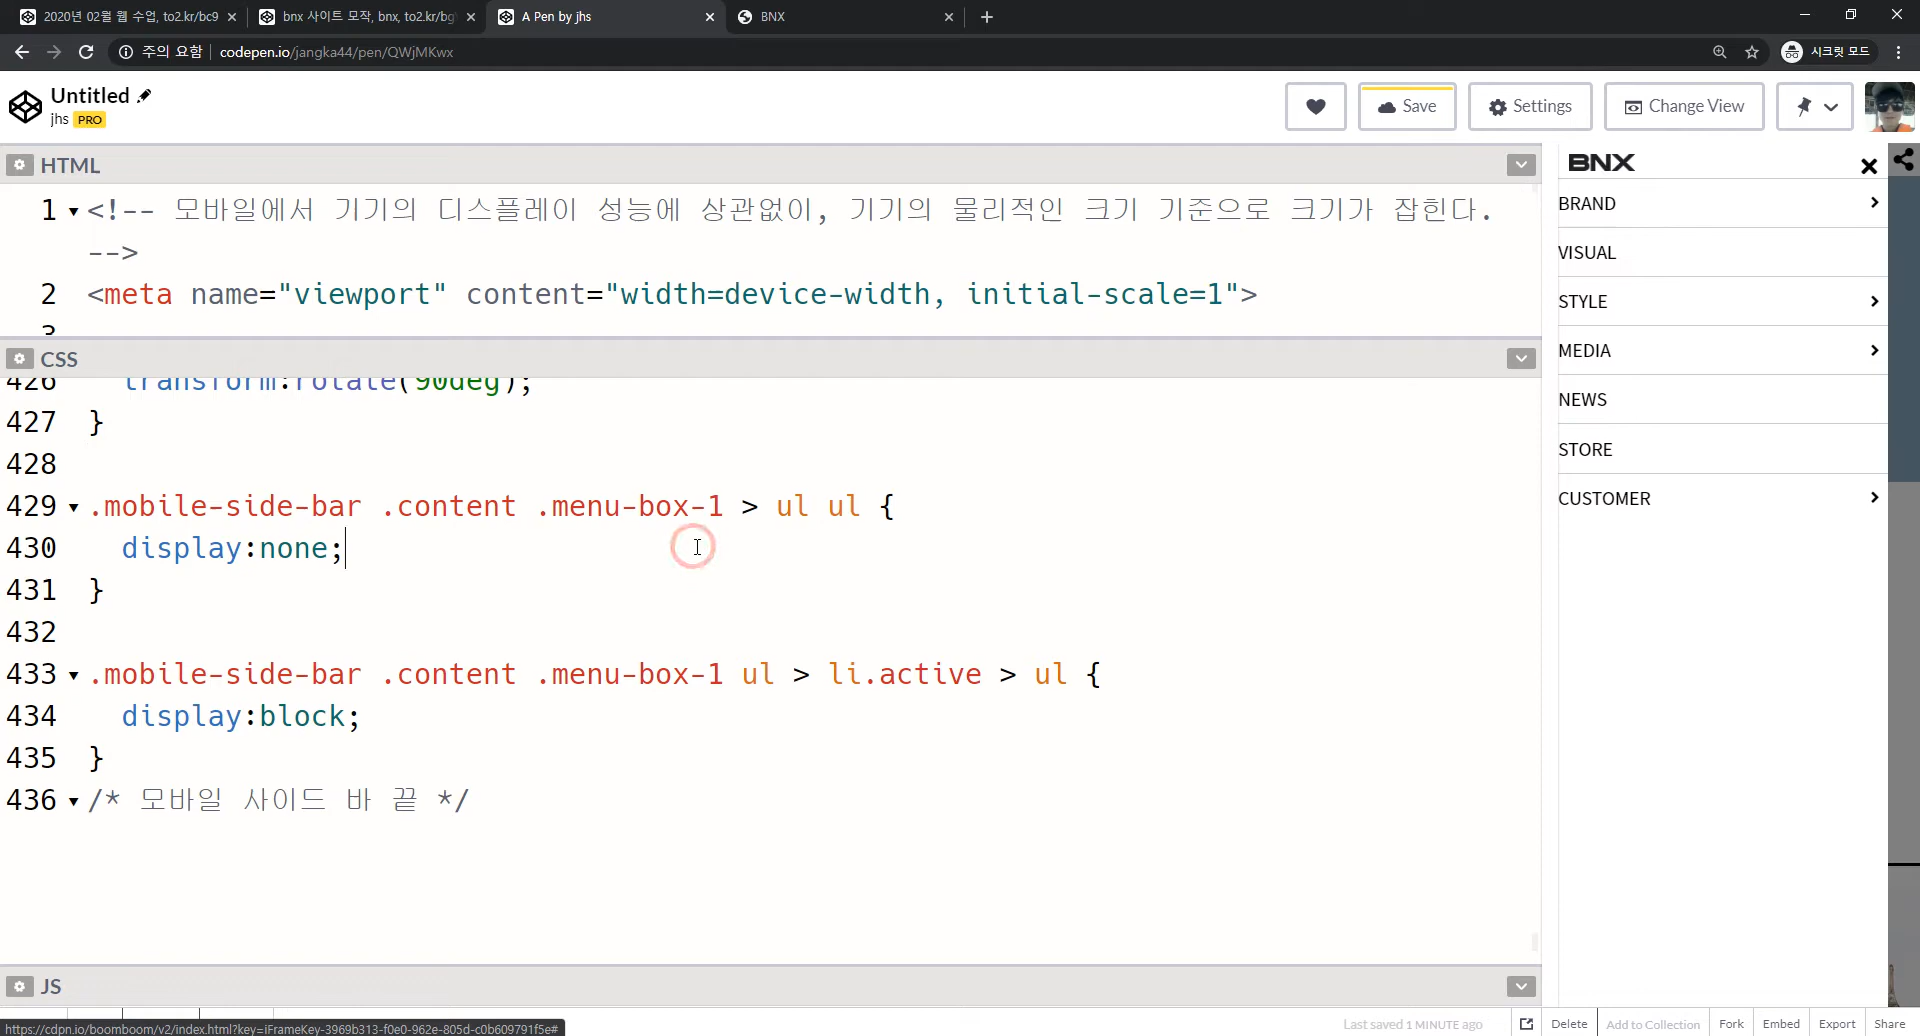 2020년 02월 웹 수업, to2.kr/bc9
bnx 사이트 모작, bnx, to2.kr/bg
A Pen by jhs
BNX
주의 요함
codepen.io/jangka44/pen/QWjMKwx
시크릿 모드
Untitled
jhs PRO
Save
Settings
Change View
HTML
1 <!-- 모바일에서 기기의 디스플레이 성능에 상관없이, 기기의 물리적인 크기 기준으로 크기가 잡힌다.
-->
2 <meta name="viewport" content="width=device-width, initial-scale=1">
3
CSS
426 transform:rotate(90deg);
427 }
428
429 .mobile-side-bar .content .menu-box-1 > ul ul {
430 display:none;
431 }
432
433 .mobile-side-bar .content .menu-box-1 ul > li.active > ul {
434 display:block;
435 }
436 /* 모바일 사이드 바 끝 */
JS
BNX
BRAND
VISUAL
STYLE
MEDIA
NEWS
STORE
CUSTOMER
https://cdpn.io/boomboom/v2/index.html?key=iFrameKey-3969b313-f0e0-962e-805d-c0b609791f5e#
Last saved 1 MINUTE ago
Delete
Add to Collection
Fork
Embed
Export
Share